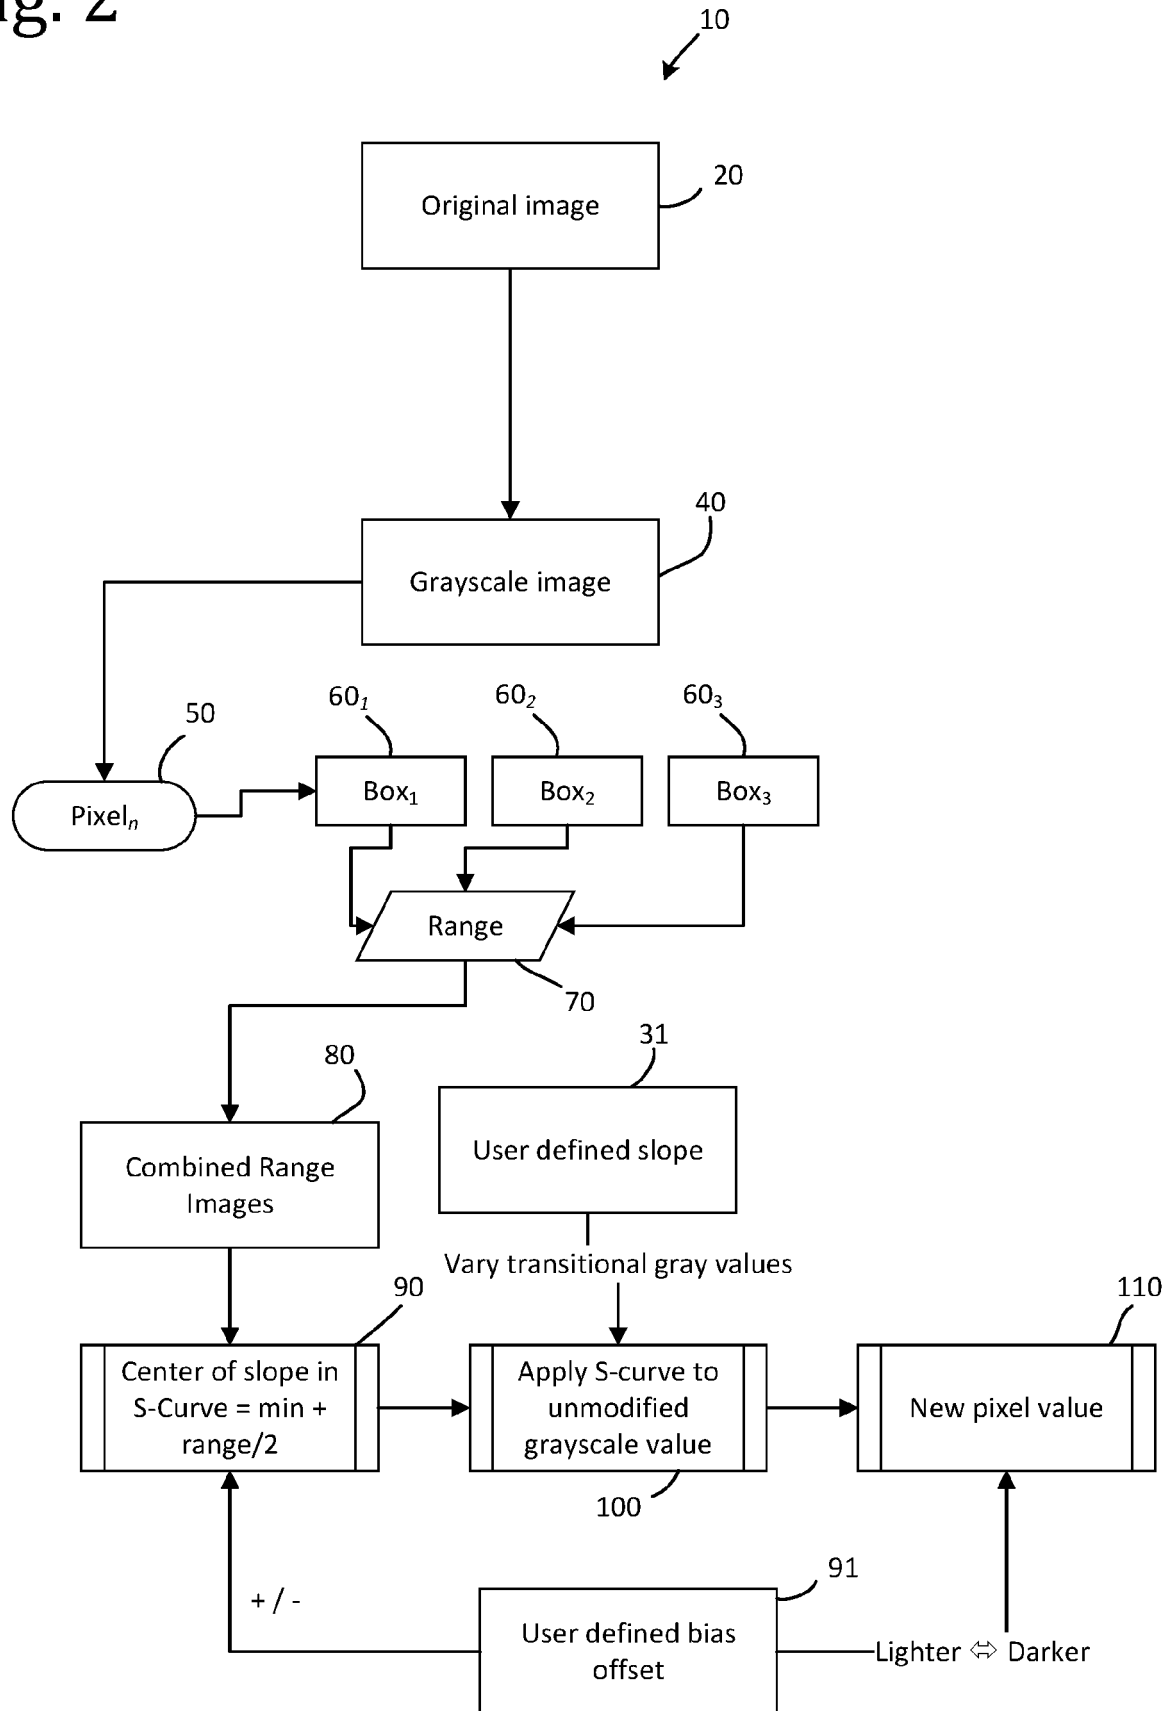 ng. 2
10
Original image
20
40
Grayscale image
50
60₁
60₂
60₃
Pixelₙ
Box₁
Box₂
Box₃
Range
70
80
31
Combined Range
Images
User defined slope
Vary transitional gray values
90
110
Center of slope in
S-Curve = min +
range/2
Apply S-curve to
unmodified
grayscale value
New pixel value
100
91
+ / -
User defined bias
offset
Lighter ⬄ Darker